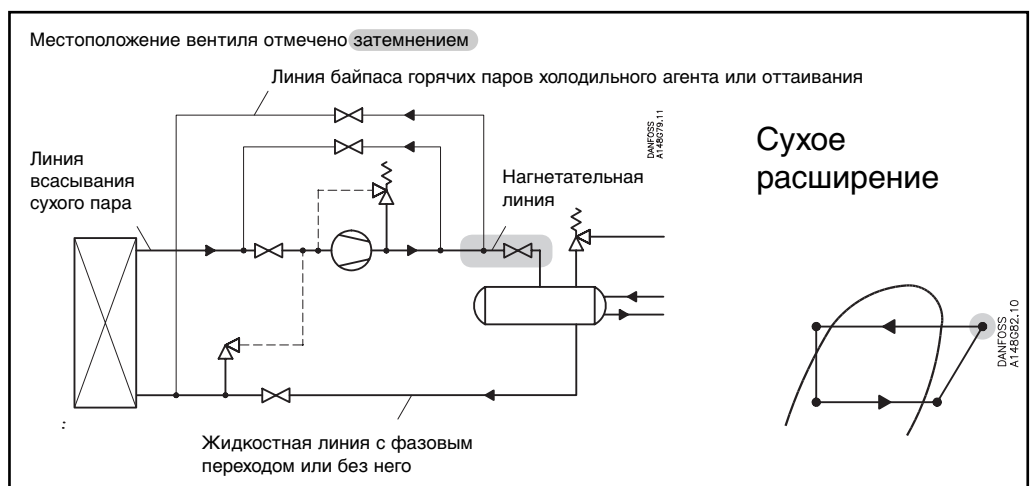 Местоположение вентиля отмечено затемнением
Линия байпаса горячих паров холодильного агента или оттаивания
DANFOSS
A148G79.11
Сухое
расширение
Линия
всасывания
сухого пара
Нагнетательная
линия
DANFOSS
A148G82.10
:
Жидкостная линия с фазовым
переходом или без него